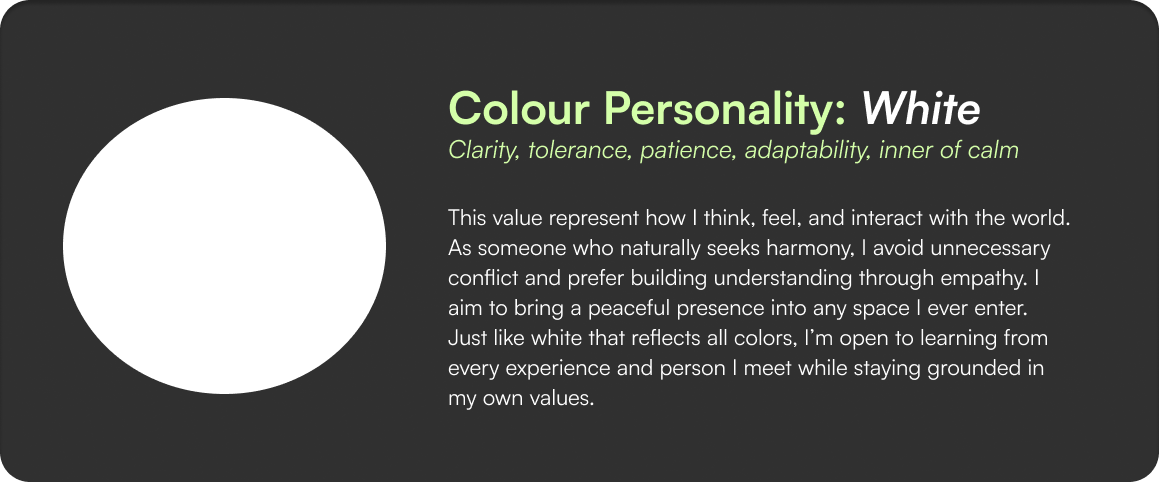 Colour Personality: White
Clarity, tolerance, patience, adaptability, inner of calm
This value represent how I think, feel, and interact with the world.
As someone who naturally seeks harmony, I avoid unnecessary
conflict and prefer building understanding through empathy. I
aim to bring a peaceful presence into any space I ever enter.
Just like white that reflects all colors, I’m open to learning from
every experience and person I meet while staying grounded in
my own values.